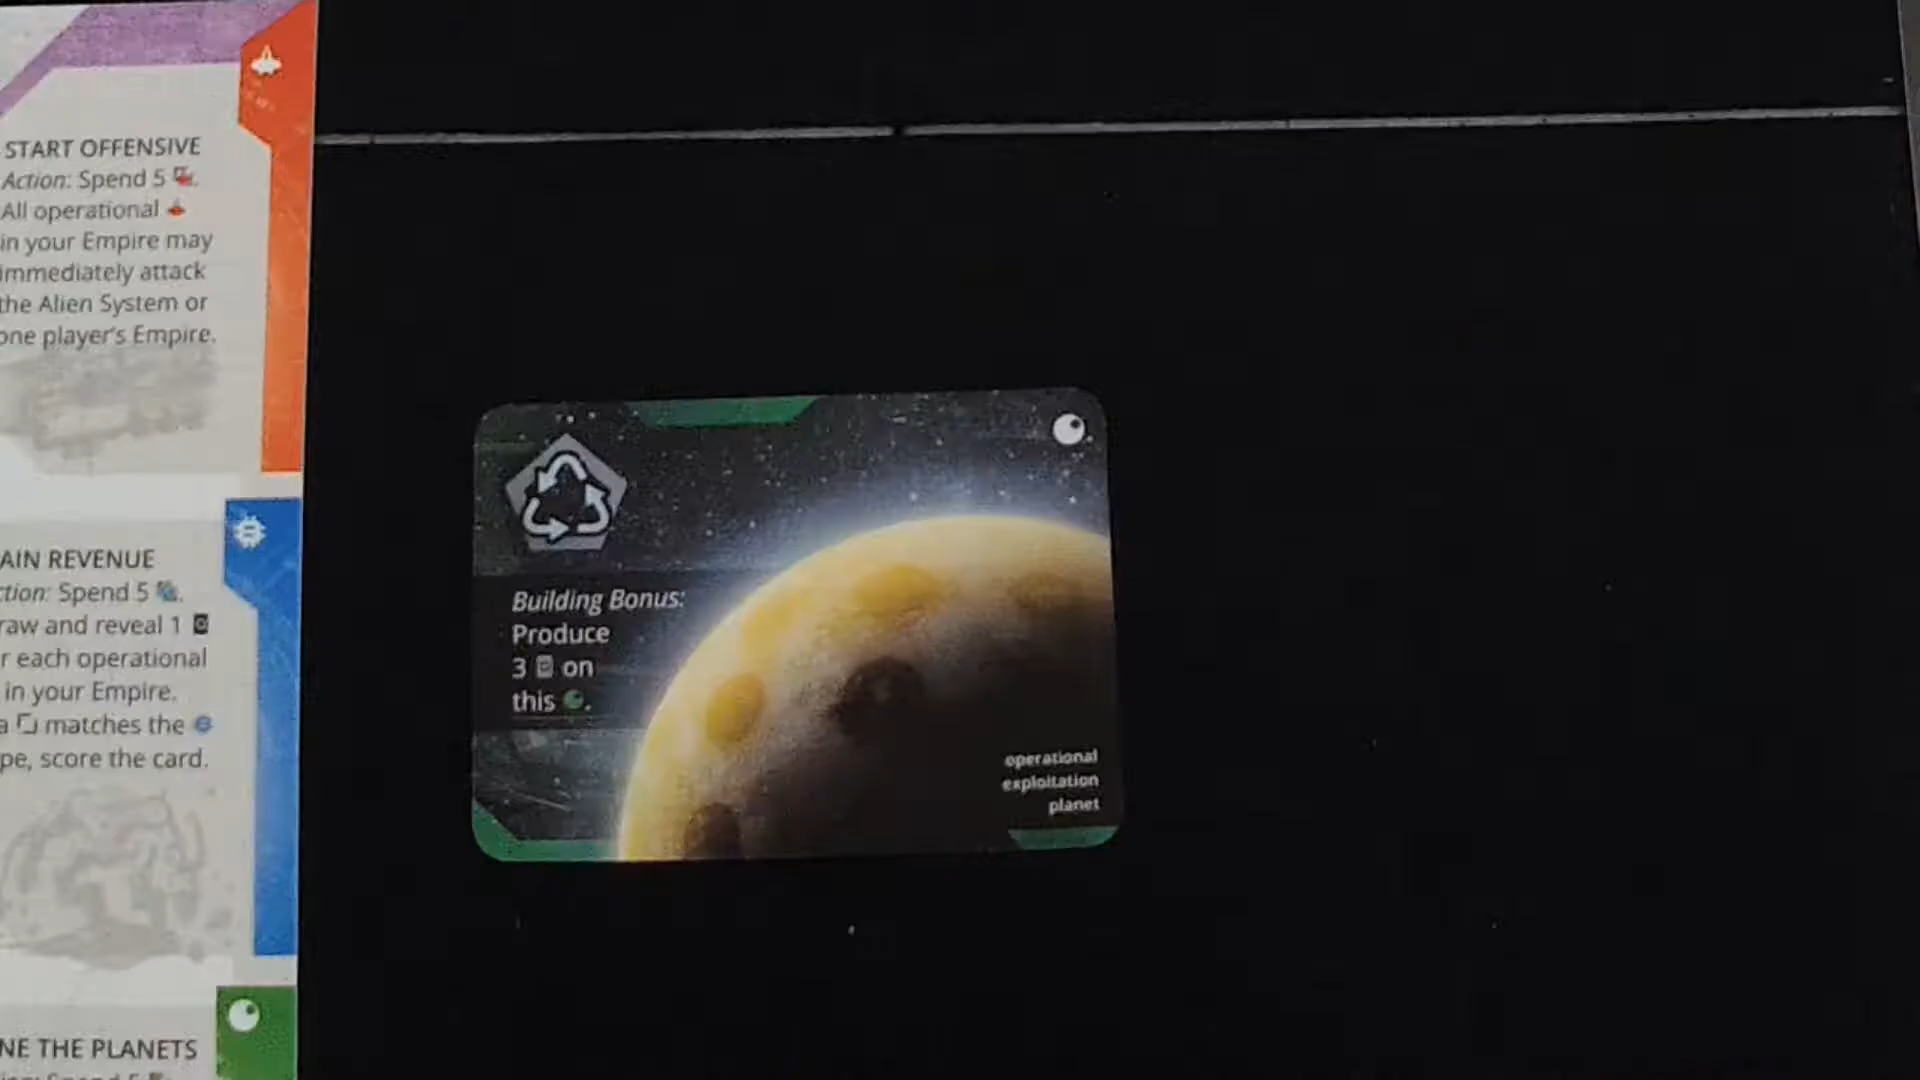 START OFFENSIVE
Action: Spend 5 .
All operational
in your Empire may
immediately attack
the Alien System or
one player's Empire.
AIN REVENUE
ction: Spend 5 .
raw and reveal 1
r each operational
in your Empire.
a matches the
pe, score the card.
NE THE PLANETS
Building Bonus:
Produce
3 on
this .
operational
exploitation
planet